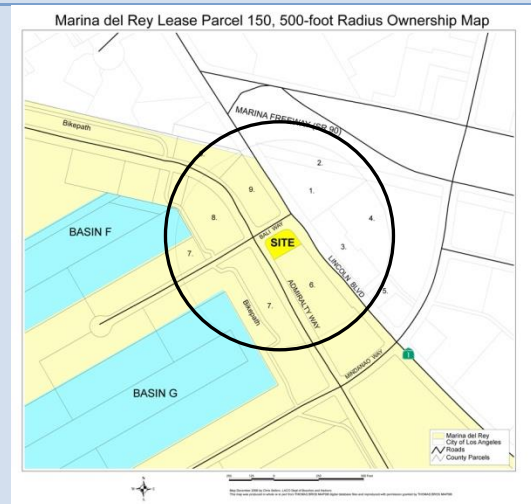 Marina del Rey Lease Parcel 150, 500-foot Radius Ownership Map
MARINA FREEWAY (SR 90)
Bikepath
2.
1.
9.
4.
8.
BALI WAY
BASIN F
SITE
3.
7.
LINCOLN BLVD
6.
ADMIRALTY WAY
5.
7.
Bikepath
MINDANAO WAY
1
BASIN G
Marina del Rey
City of Los Angeles
Roads
County Parcels